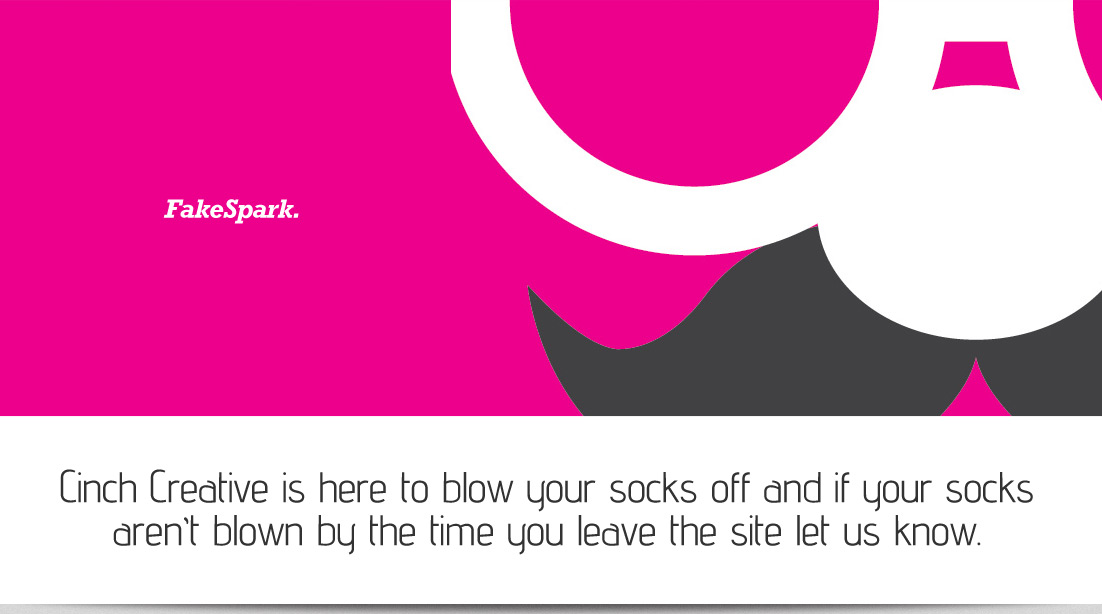 FakeSpark.
Cinch Creative is here to blow your socks off and if your socks
aren't blown by the time you leave the site let us know.